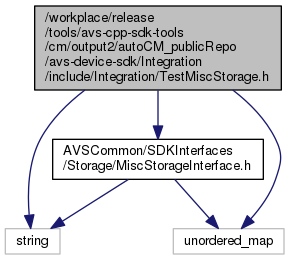 /workplace/release
/tools/avs-cpp-sdk-tools
/cm/output2/autoCM_publicRepo
/avs-device-sdk/Integration
/include/Integration/TestMiscStorage.h
AVSCommon/SDKInterfaces
/Storage/MiscStorageInterface.h
string
unordered_map